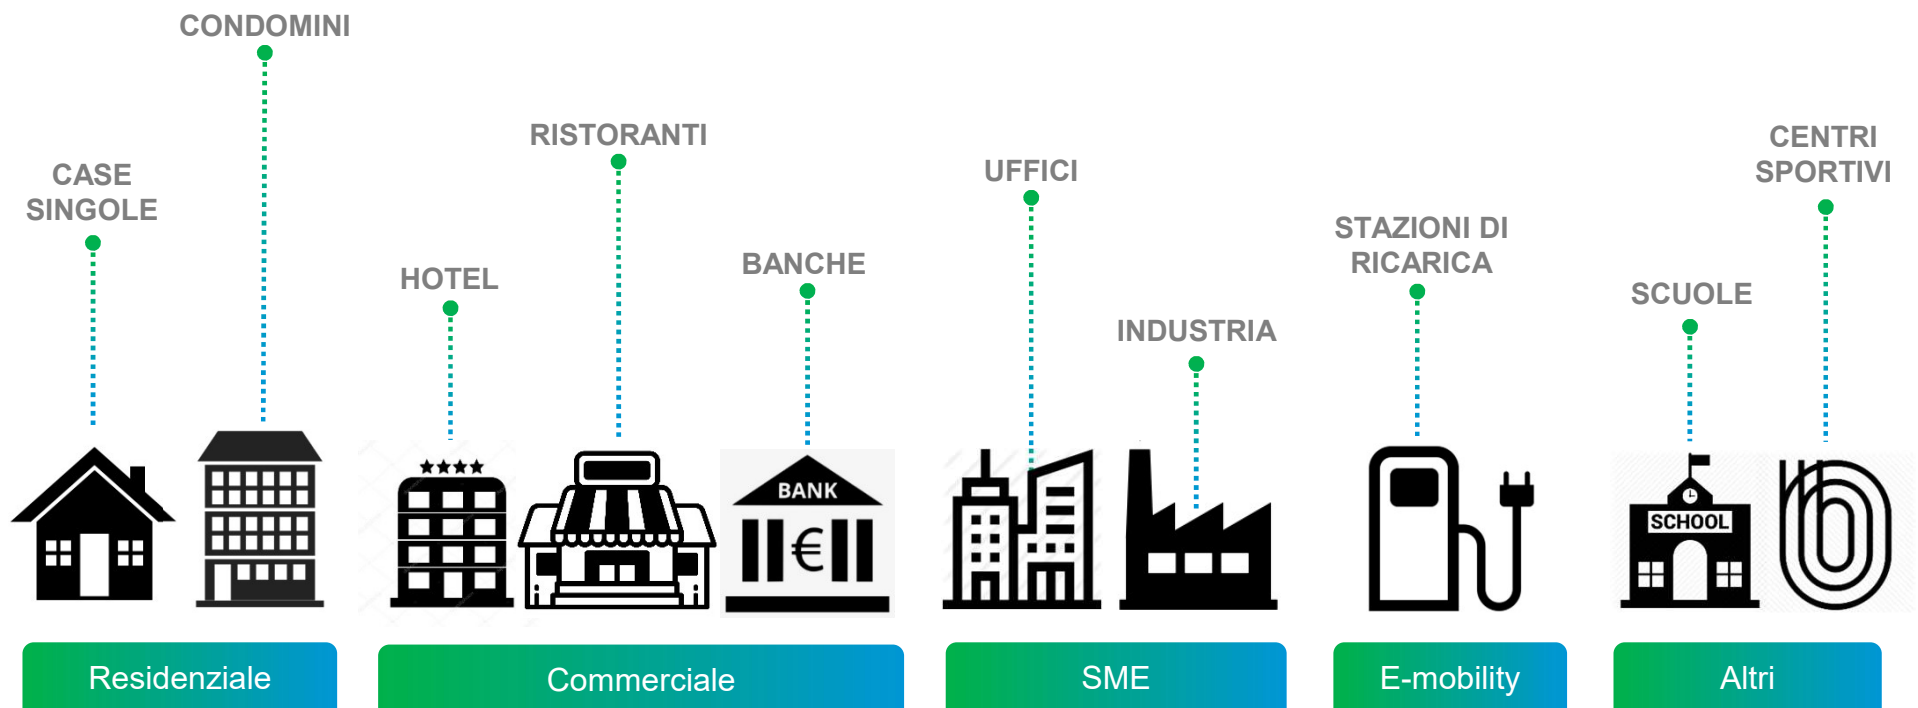 CONDOMINI
CASE
SINGOLE
HOTEL
RISTORANTI
BANCHE
UFFICI
INDUSTRIA
STAZIONI DI
RICARICA
SCUOLE
CENTRI
SPORTIVI
BANK
€
SCHOOL
Residenziale
Commerciale
SME
E-mobility
Altri